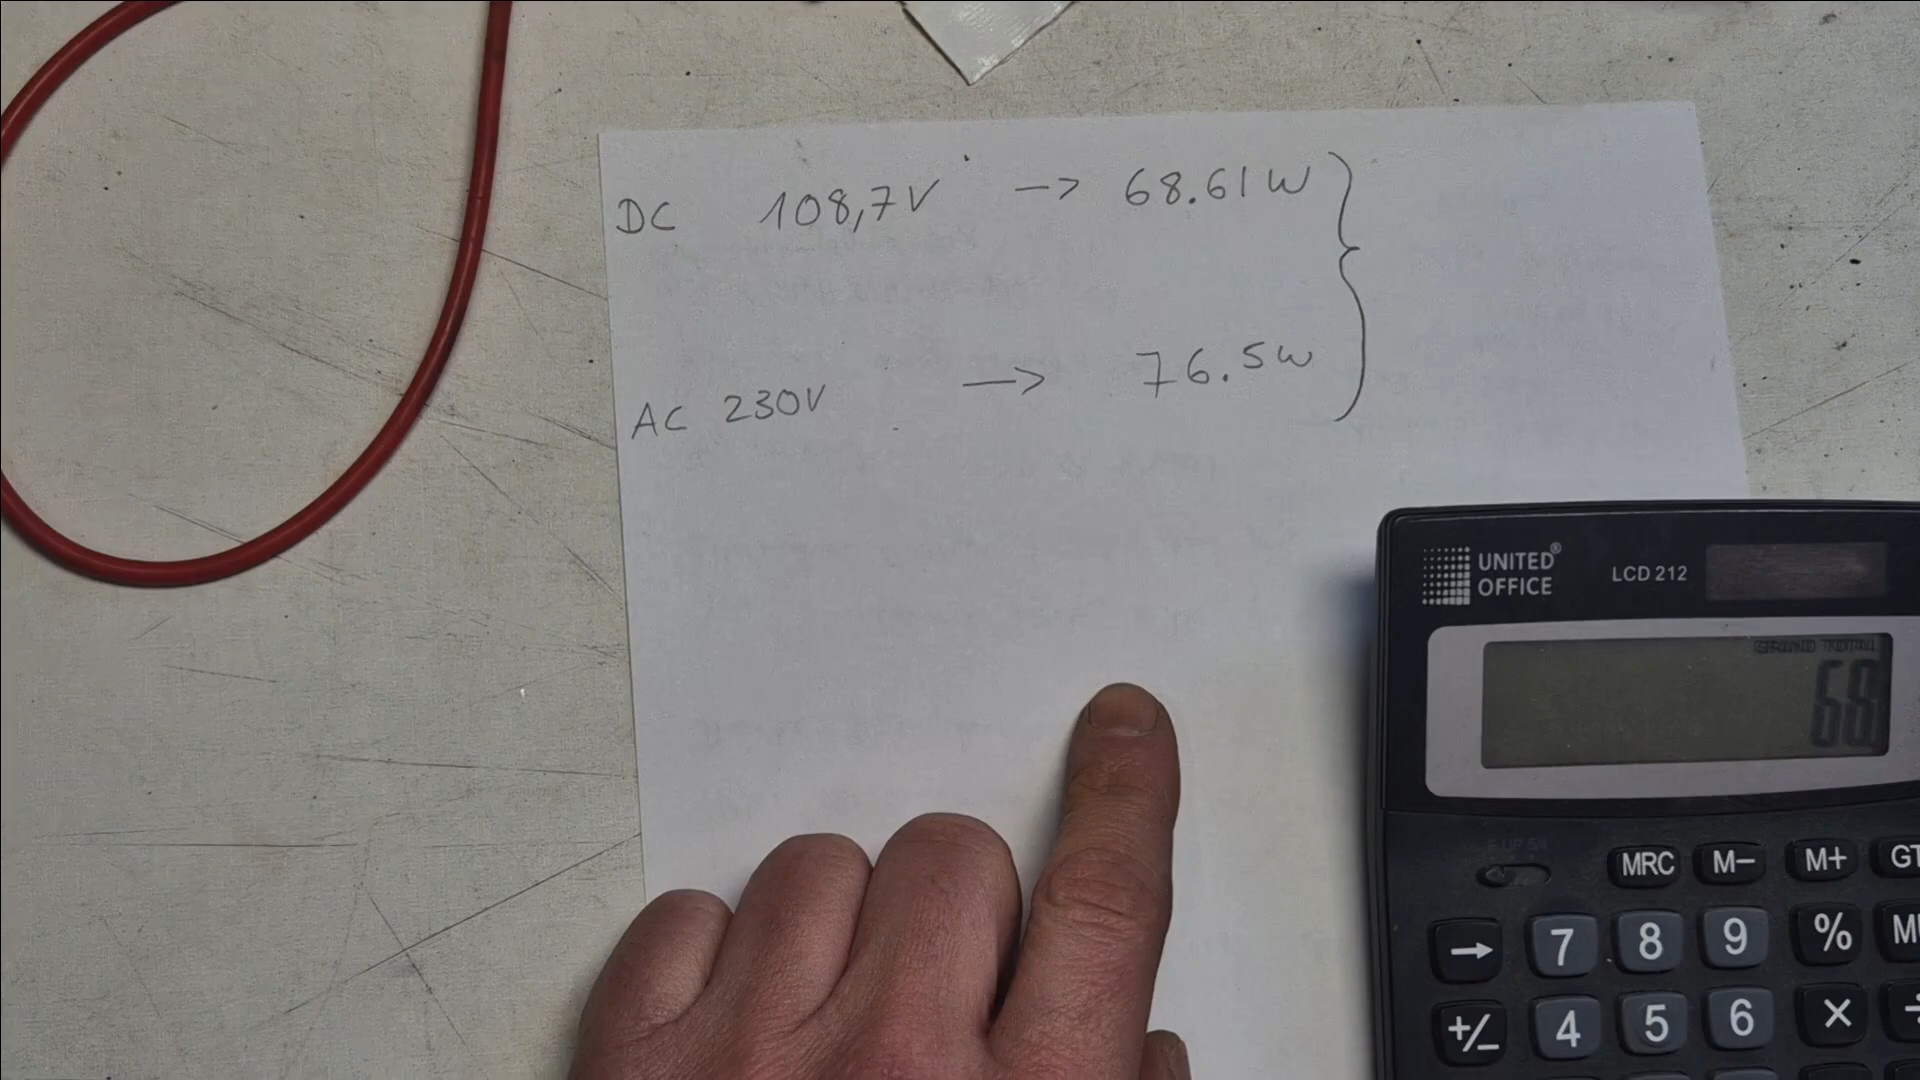 DC 108,7V -> 68.61W
AC 230V -> 76.5W
UNITED OFFICE®
LCD 212
GRAND TOTAL
68
MRC M- M+ GT
→ 7 8 9 %
+/- 4 5 6 ×